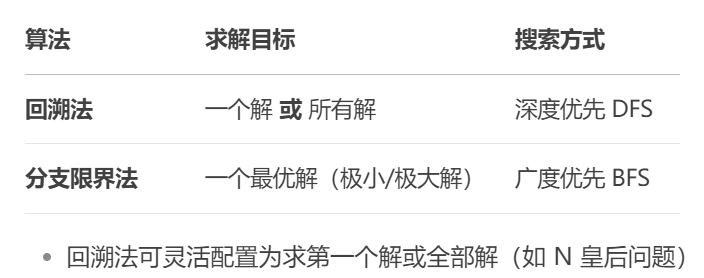 算法 求解目标 搜索方式
回溯法 一个解 或 所有解 深度优先 DFS
分支限界法 一个最优解（极小/极大解） 广度优先 BFS
• 回溯法可灵活配置为求第一个解或全部解（如 N 皇后问题）